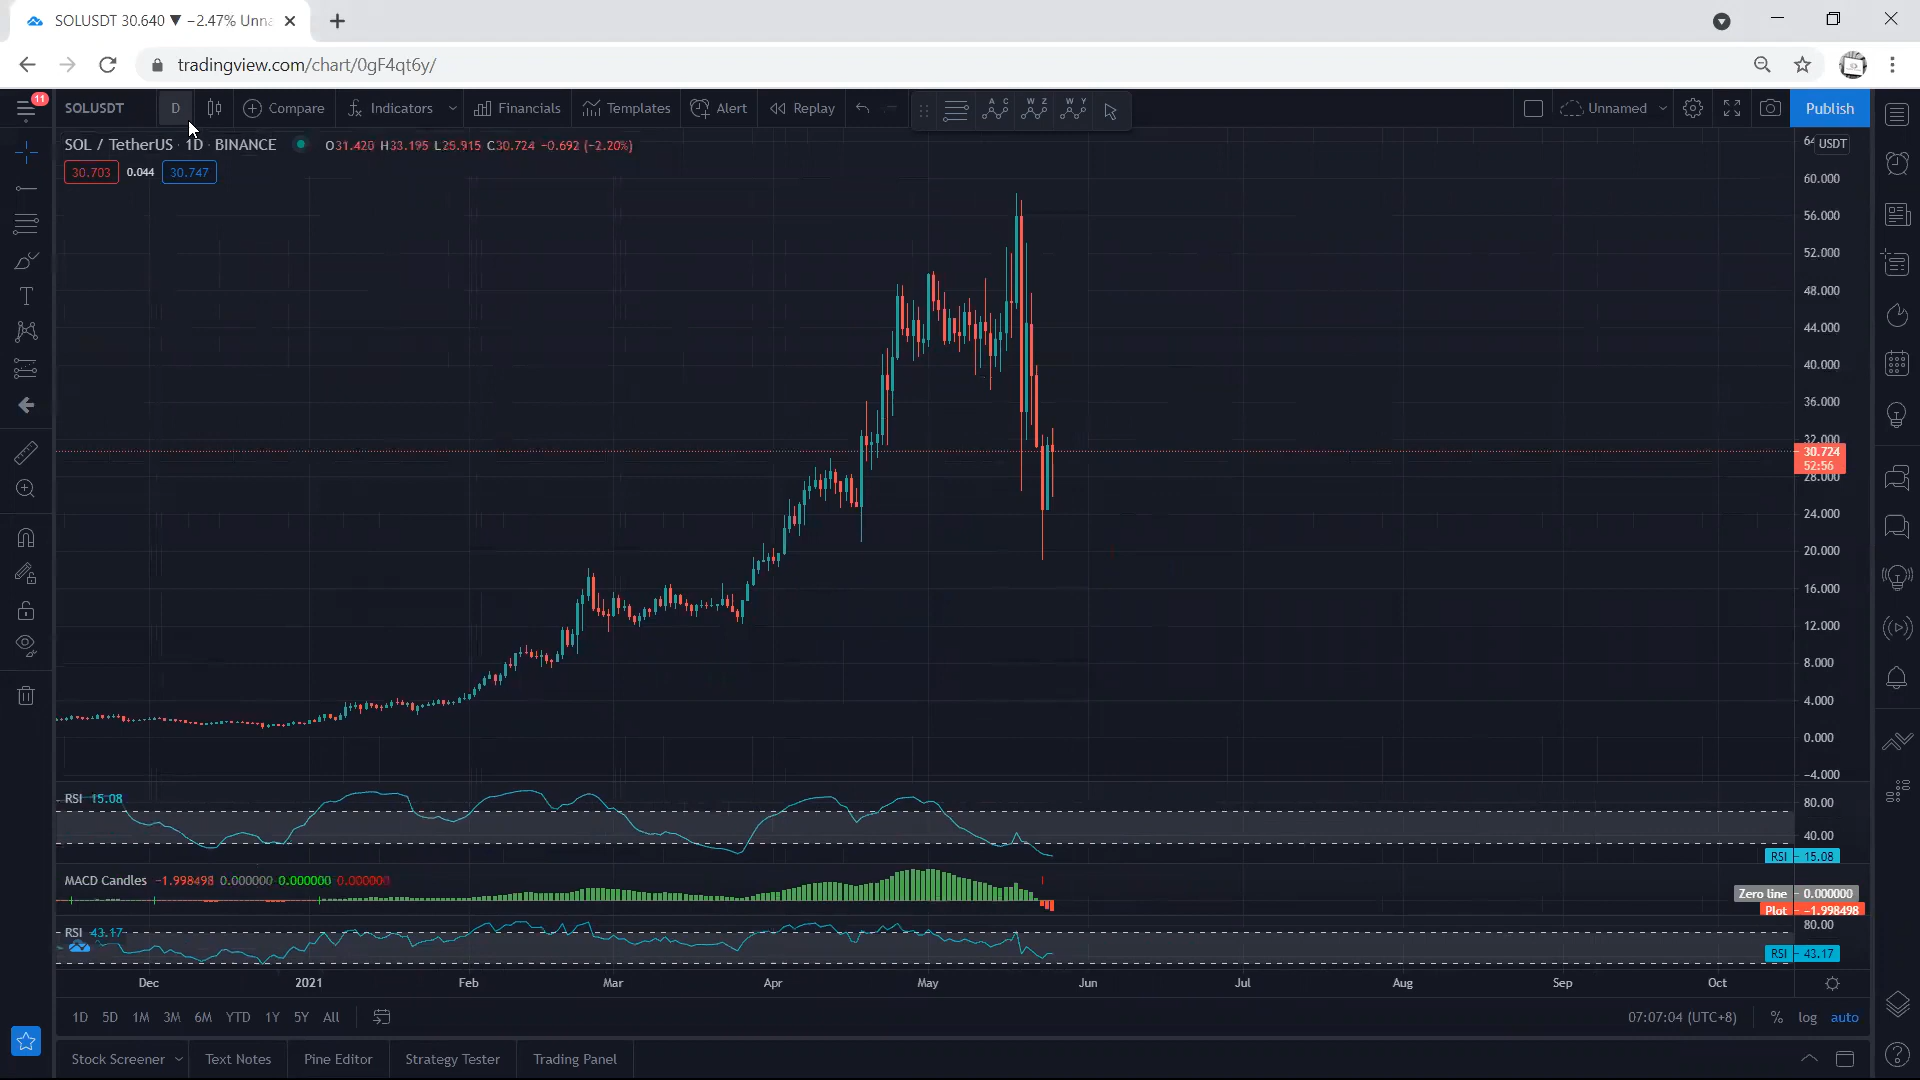 SOLUSDT 30.640 ▼ −2.47% Unna
tradingview.com/chart/0gF4qt6y/
11
SOLUSDT D Compare Indicators Financials Templates Alert Replay A C W Z W Y Unnamed Publish
SOL / TetherUS · 1D · BINANCE O31.420 H33.195 L25.915 C30.724 −0.692 (−2.20%)
30.703 0.044 30.747
USDT
64
60.000
56.000
52.000
48.000
44.000
40.000
36.000
32.000
30.724
52:56
28.000
24.000
20.000
16.000
12.000
8.000
4.000
0.000
−4.000
RSI 15.08
80.00
40.00
RSI 15.08
MACD Candles −1.998498 0.000000 0.000000 0.000000
Zero line 0.000000
Plot −1.998498
RSI 43.17
80.00
RSI 43.17
Dec 2021 Feb Mar Apr May Jun Jul Aug Sep Oct
1D 5D 1M 3M 6M YTD 1Y 5Y All 07:07:04 (UTC+8) % log auto
Stock Screener Text Notes Pine Editor Strategy Tester Trading Panel